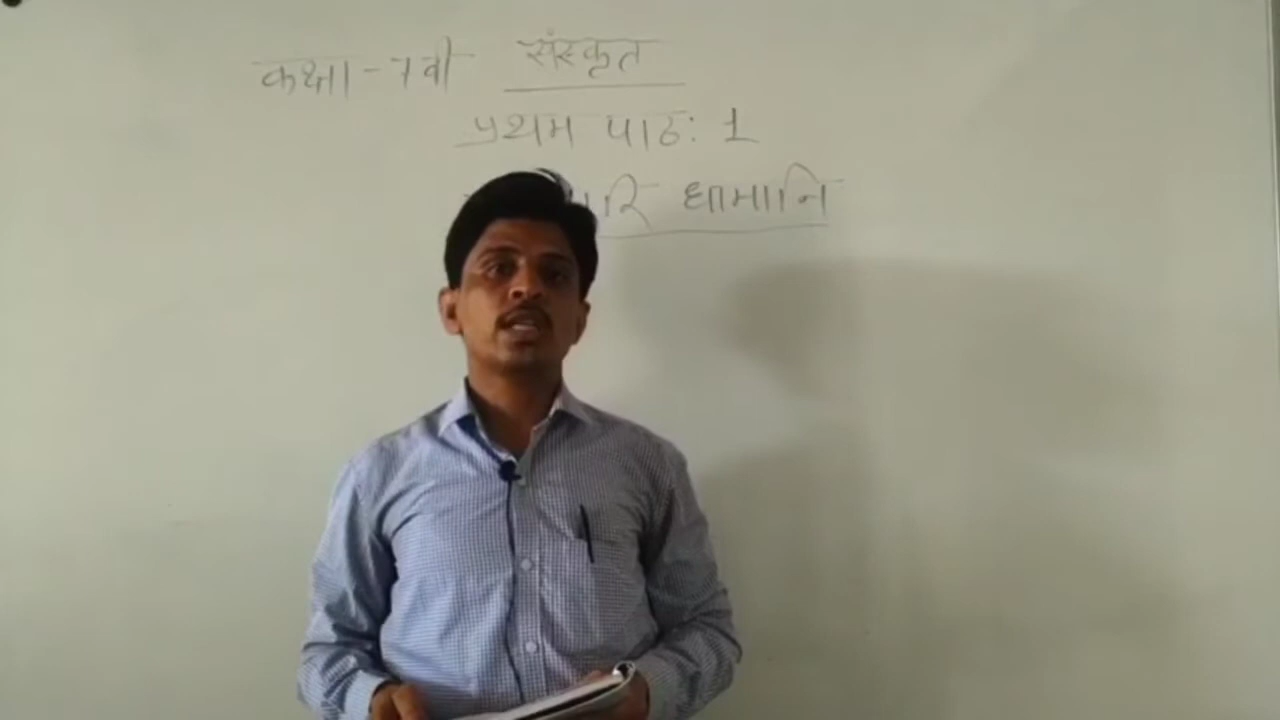 कक्षा - 7वी संस्कृत
प्रथम पाठ: 1
धामानि